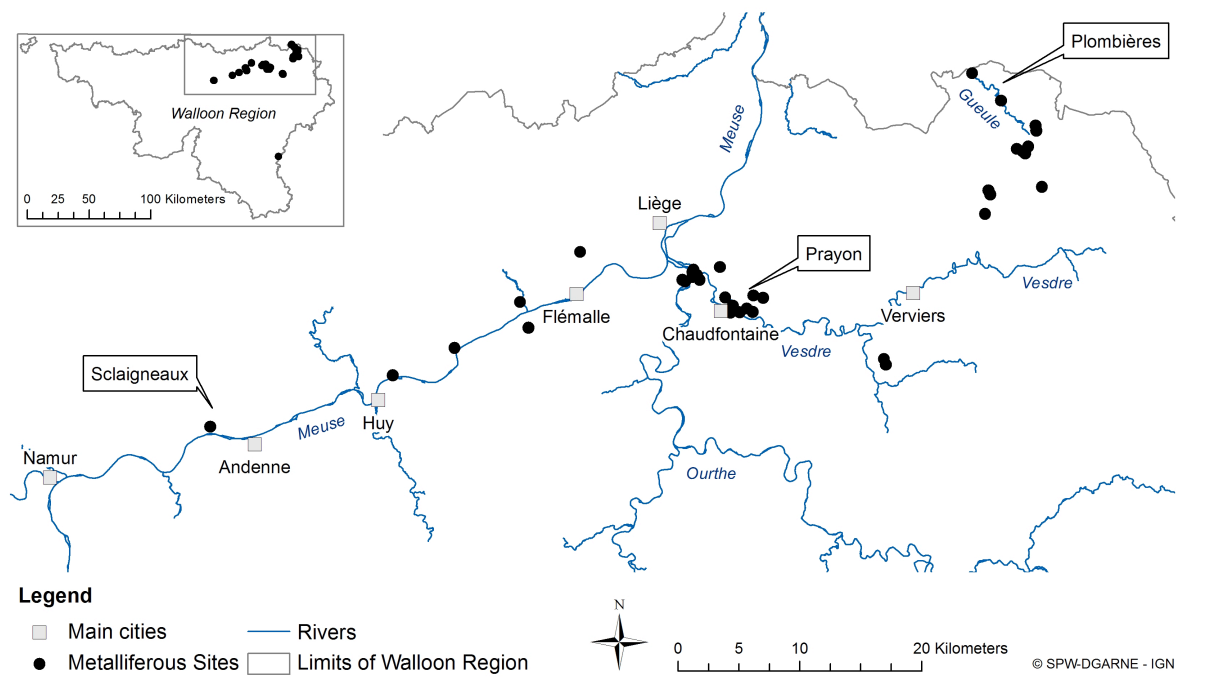 Plombières
Gueule
Meuse
Walloon Region
0 25 50 100 Kilometers
Liège
Prayon
Vesdre
Flémalle
Verviers
Chaudfontaine
Vesdre
Sclaigneaux
Huy
Meuse
Namur
Andenne
Ourthe
Legend
N
Main cities
Rivers
Metalliferous Sites
Limits of Walloon Region
0 5 10 20 Kilometers
© SPW-DGARNE - IGN